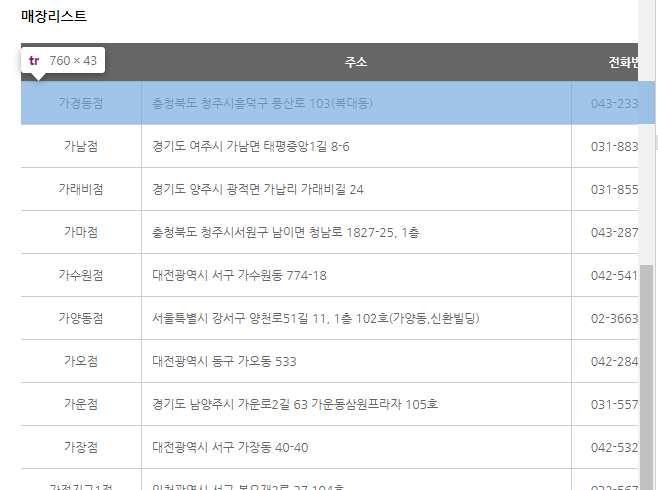 매장리스트
tr 760 × 43
주소 전화번
가경동점 충청북도 청주시흥덕구 풍산로 103(복대동) 043-233
가남점 경기도 여주시 가남면 태평중앙1길 8-6 031-883
가래비점 경기도 양주시 광적면 가납리 가래비길 24 031-855
가마점 충청북도 청주시서원구 남이면 청남로 1827-25, 1층 043-287
가수원점 대전광역시 서구 가수원동 774-18 042-541
가양동점 서울특별시 강서구 양천로51길 11, 1층 102호(가양동,신환빌딩) 02-3663
가오점 대전광역시 동구 가오동 533 042-284
가운점 경기도 남양주시 가운로2길 63 가운동삼원프라자 105호 031-557
가장점 대전광역시 서구 가장동 40-40 042-532